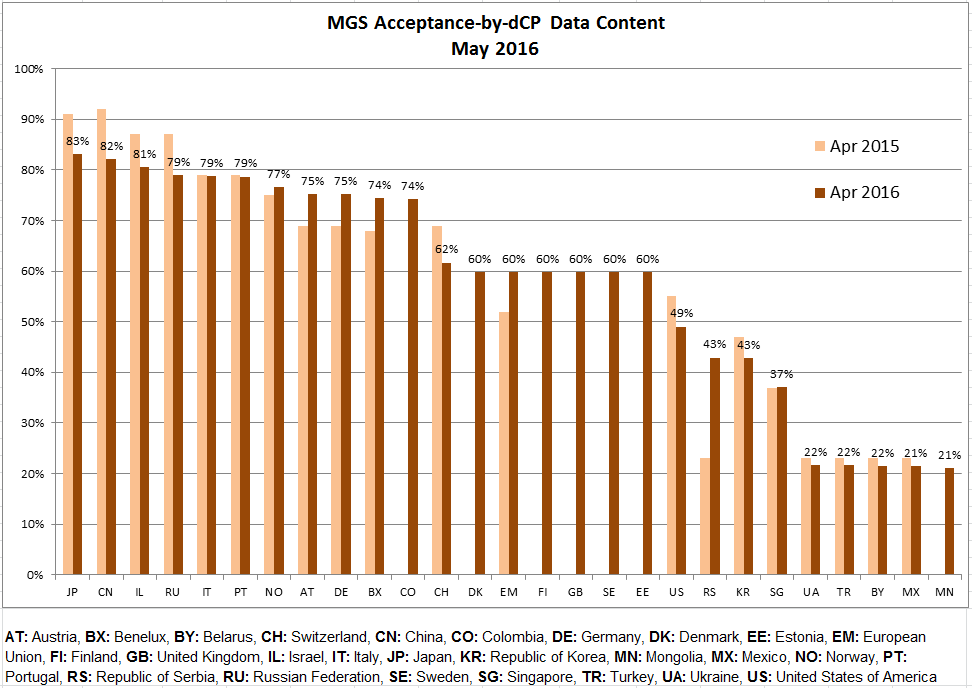 MGS Acceptance-by-dCP Data Content
May 2016
100%
90%
80%
70%
60%
50%
40%
30%
20%
10%
0%
83% 82% 81% 79% 79% 79% 77% 75% 75% 74% 74% 62% 60% 60% 60% 60% 60% 60% 49% 43% 43% 37% 22% 22% 22% 21% 21%
Apr 2015
Apr 2016
JP CN IL RU IT PT NO AT DE BX CO CH DK EM FI GB SE EE US RS KR SG UA TR BY MX MN
AT: Austria, BX: Benelux, BY: Belarus, CH: Switzerland, CN: China, CO: Colombia, DE: Germany, DK: Denmark, EE: Estonia, EM: European
Union, FI: Finland, GB: United Kingdom, IL: Israel, IT: Italy, JP: Japan, KR: Republic of Korea, MN: Mongolia, MX: Mexico, NO: Norway, PT:
Portugal, RS: Republic of Serbia, RU: Russian Federation, SE: Sweden, SG: Singapore, TR: Turkey, UA: Ukraine, US: United States of America